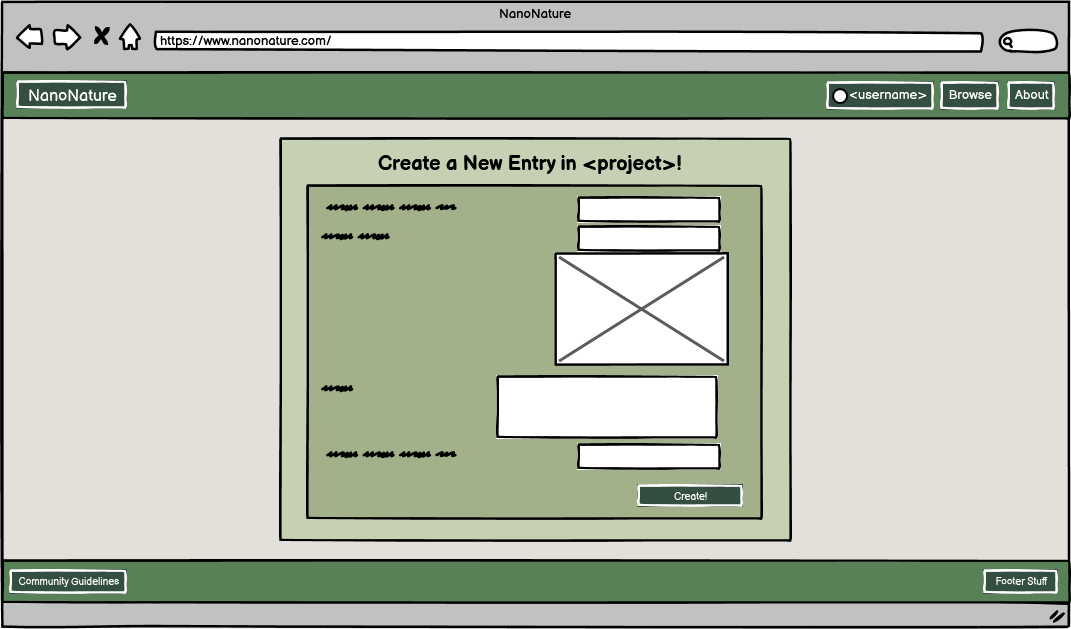 NanoNature
https://www.nanonature.com/
NanoNature
<username>
Browse
About
Create a New Entry in <project>!
Create!
Community Guidelines
Footer Stuff